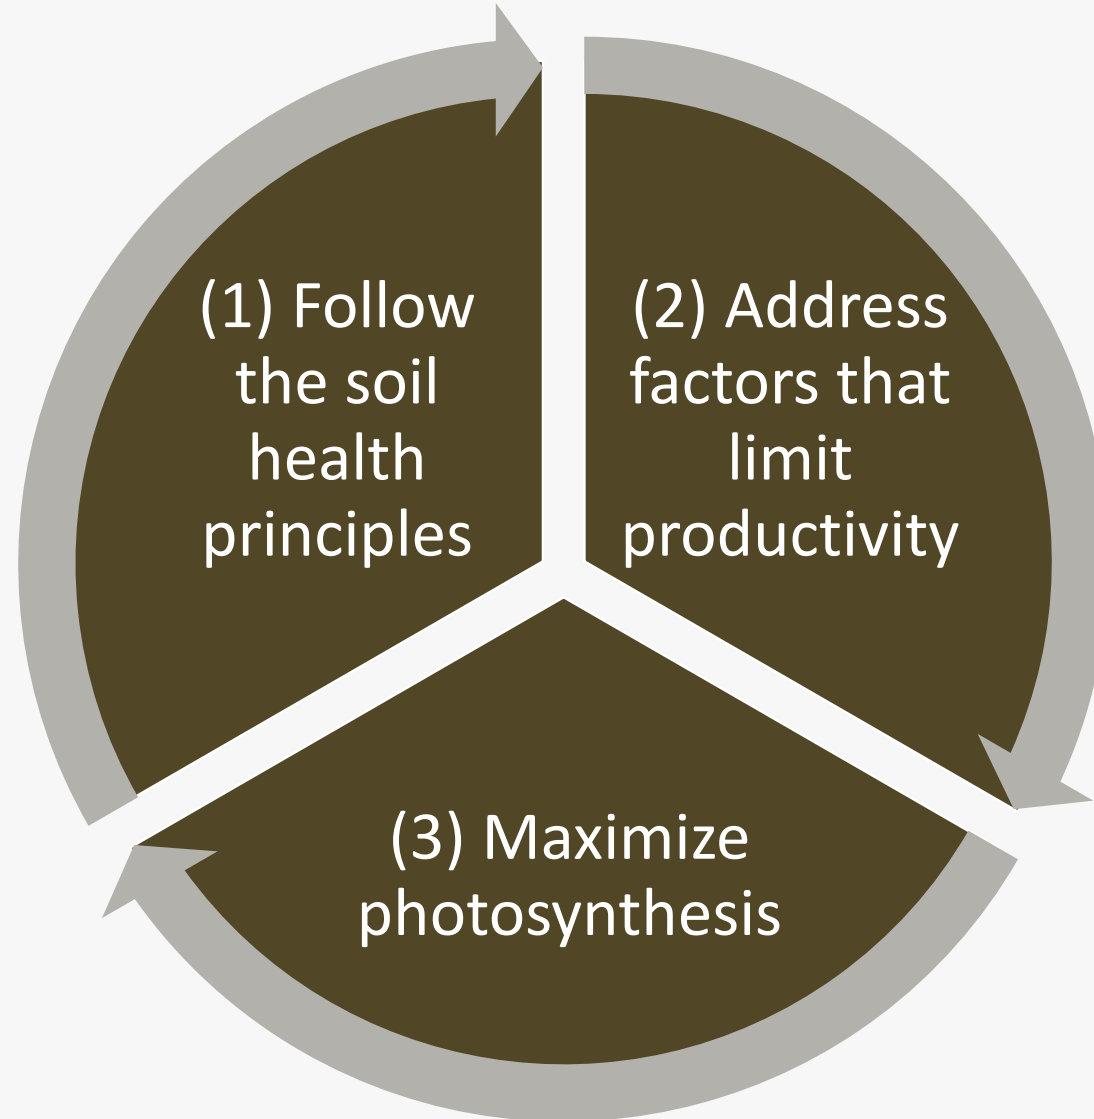 (1) Follow
the soil
health
principles
(2) Address
factors that
limit
productivity
(3) Maximize
photosynthesis